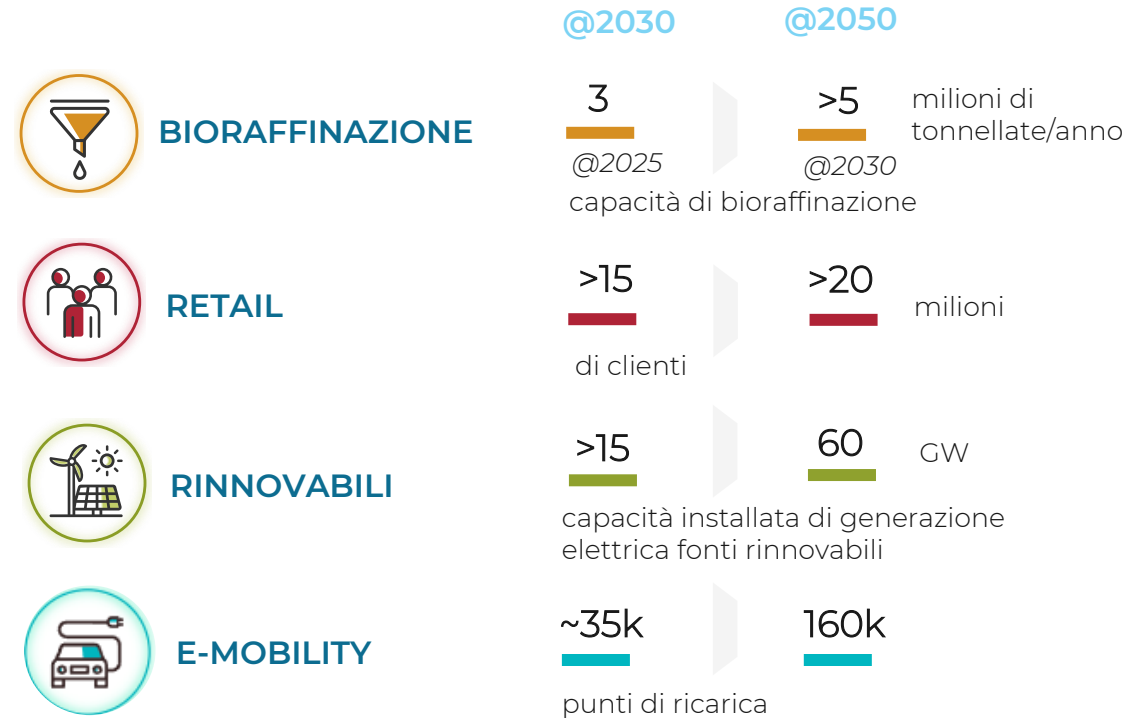 @2030 @2050
BIORAFFINAZIONE
3 >5 milioni di
tonnellate/anno
@2025 @2030
capacità di bioraffinazione
RETAIL
>15 >20 milioni
di clienti
RINNOVABILI
>15 60 GW
capacità installata di generazione
elettrica fonti rinnovabili
E-MOBILITY
~35k 160k
punti di ricarica